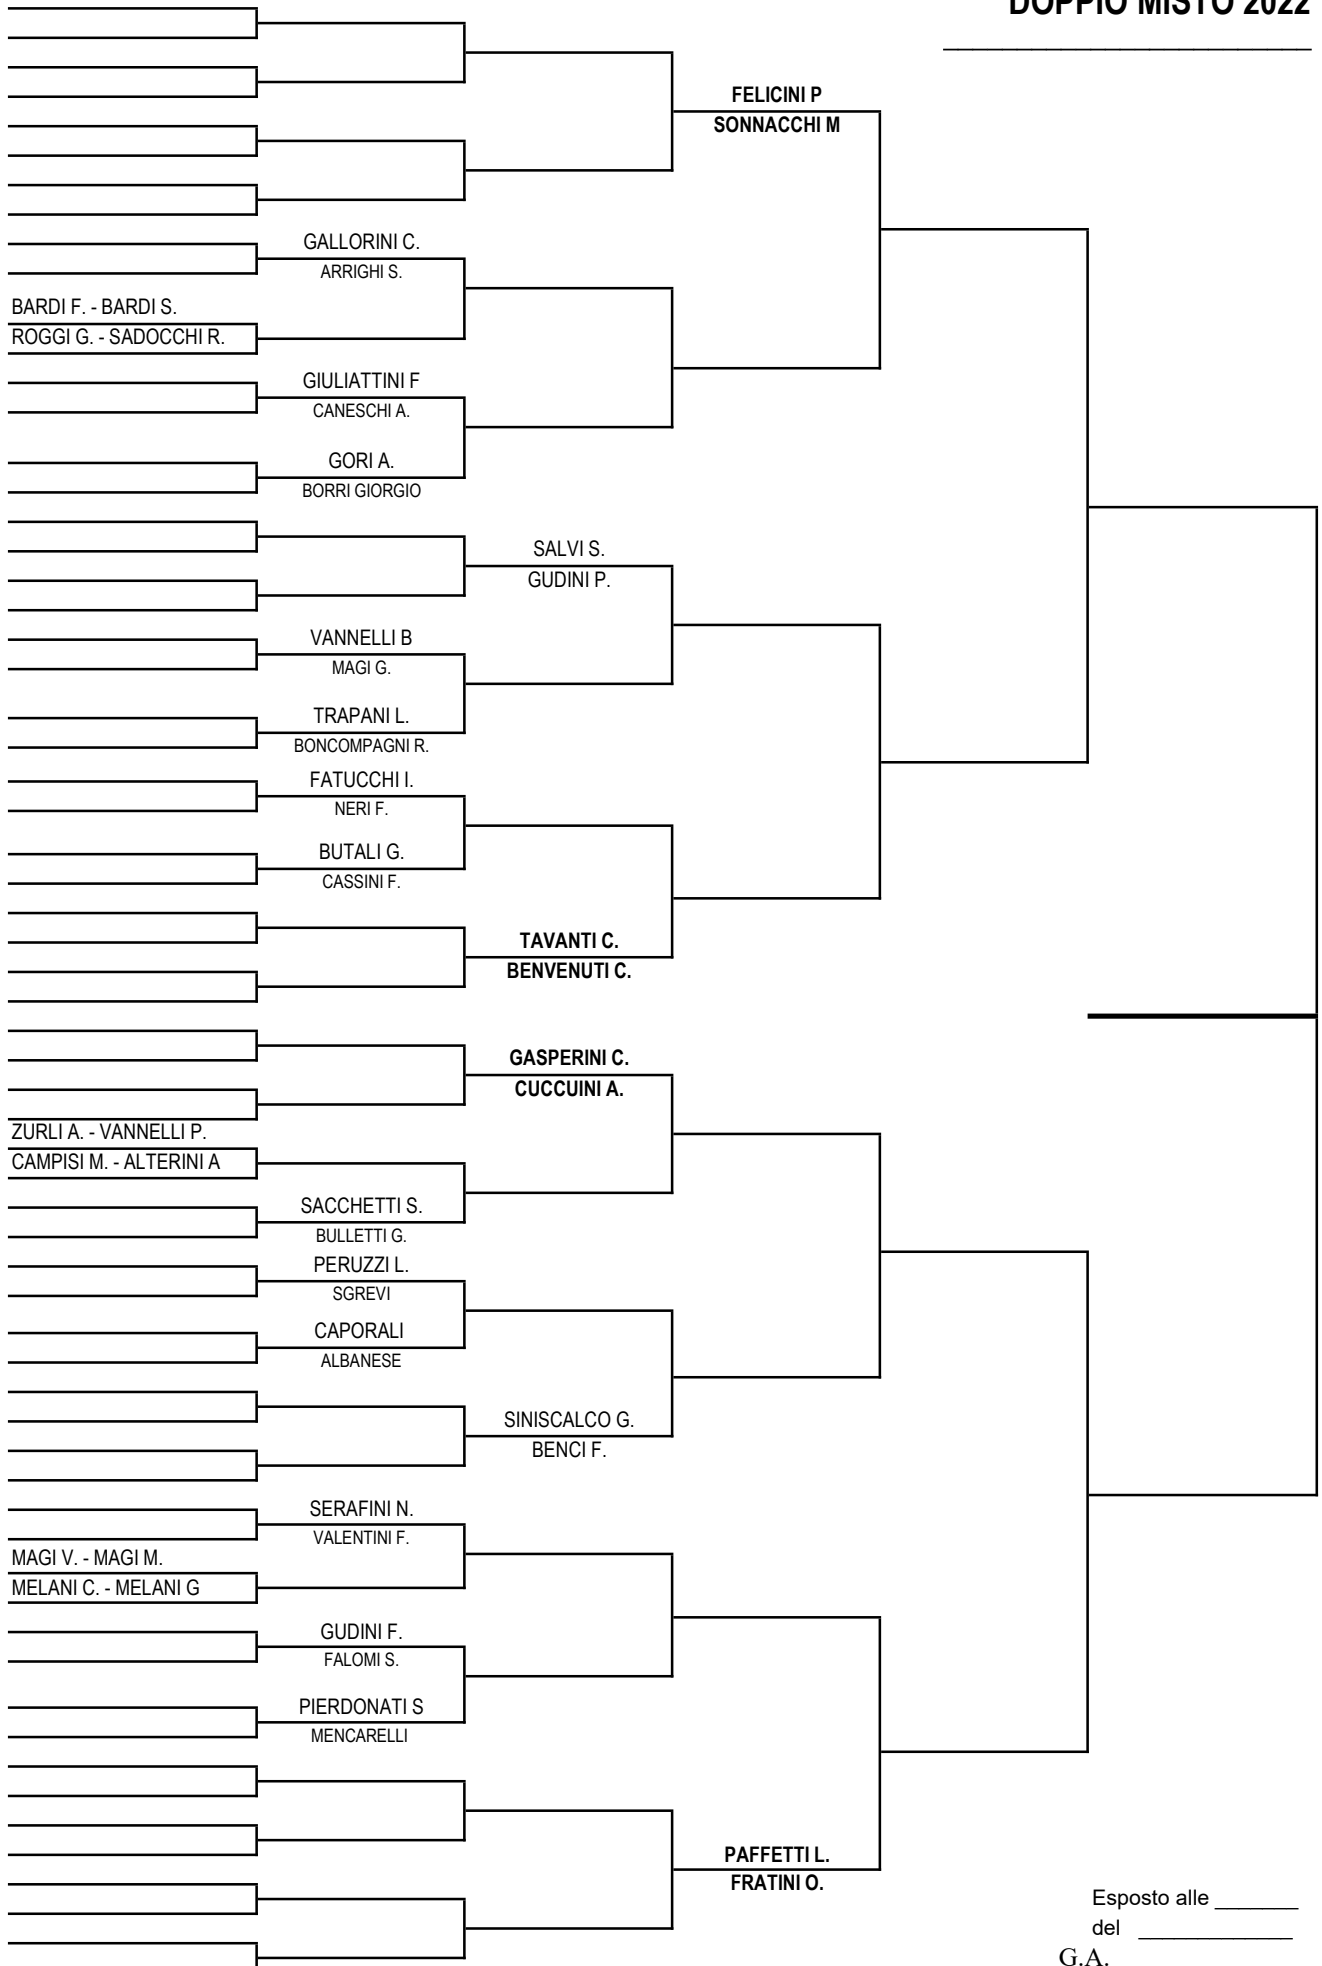 DOPPIO MISTO 2022
FELICINI P
SONNACCHI M
GALLORINI C.
ARRIGHI S.
BARDI F. - BARDI S.
ROGGI G. - SADOCCHI R.
GIULIATTINI F
CANESCHI A.
GORI A.
BORRI GIORGIO
SALVI S.
GUDINI P.
VANNELLI B
MAGI G.
TRAPANI L.
BONCOMPAGNI R.
FATUCCHI I.
NERI F.
BUTALI G.
CASSINI F.
TAVANTI C.
BENVENUTI C.
GASPERINI C.
CUCCUINI A.
ZURLI A. - VANNELLI P.
CAMPISI M. - ALTERINI A
SACCHETTI S.
BULLETTI G.
PERUZZI L.
SGREVI
CAPORALI
ALBANESE
SINISCALCO G.
BENCI F.
SERAFINI N.
VALENTINI F.
MAGI V. - MAGI M.
MELANI C. - MELANI G
GUDINI F.
FALOMI S.
PIERDONATI S
MENCARELLI
PAFFETTI L.
FRATINI O.
Esposto alle _______
del _____________
G.A.